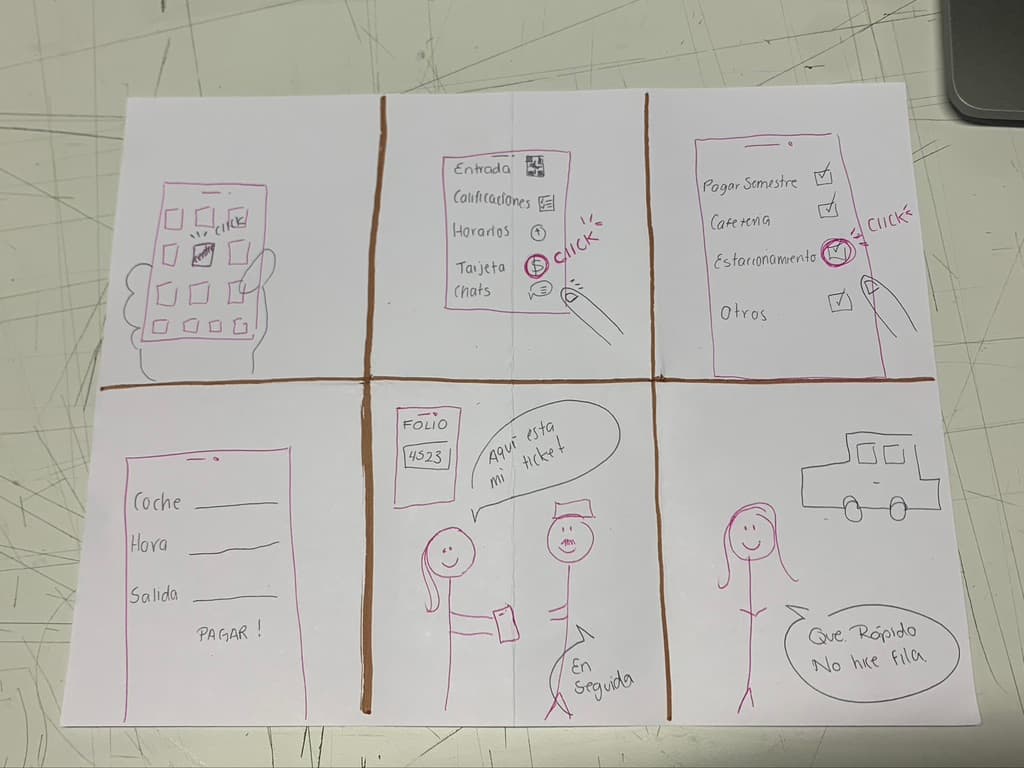 CLICK
Entrada
Calificaciones
Horarios
Tarjeta $ CLICK
Chats
Pagar Semestre
Cafeteria
CLICK
Estacionamiento
Otros
Coche
Hora
Salida
PAGAR !
FOLIO
4523
Aquí esta
mi ticket
En
Seguida
Que Rápido
No hice fila